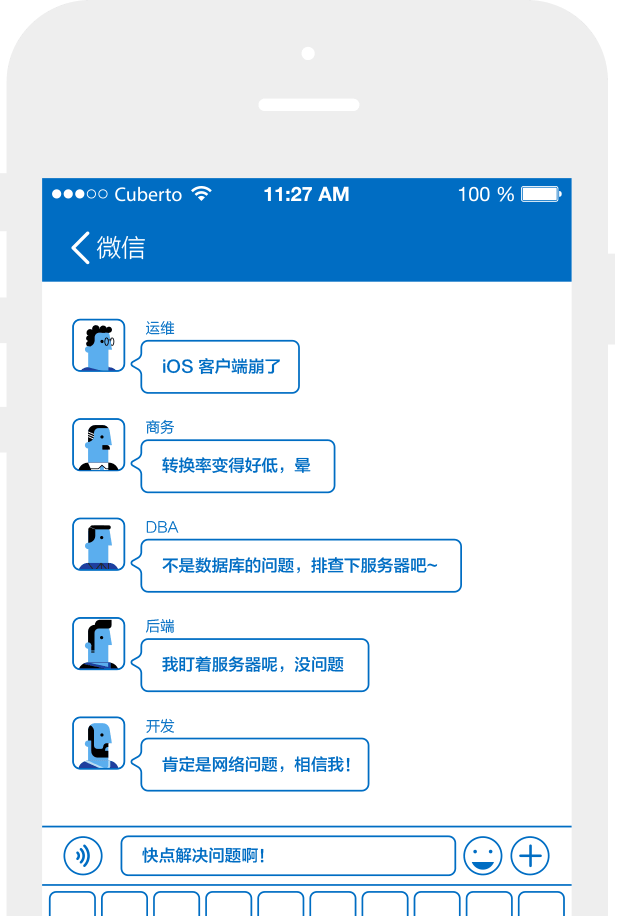 Cuberto 11:27 AM 100 %
微信
运维
iOS 客户端崩了
商务
转换率变得好低，晕
DBA
不是数据库的问题，排查下服务器吧~
后端
我盯着服务器呢，没问题
开发
肯定是网络问题，相信我！
快点解决问题啊！